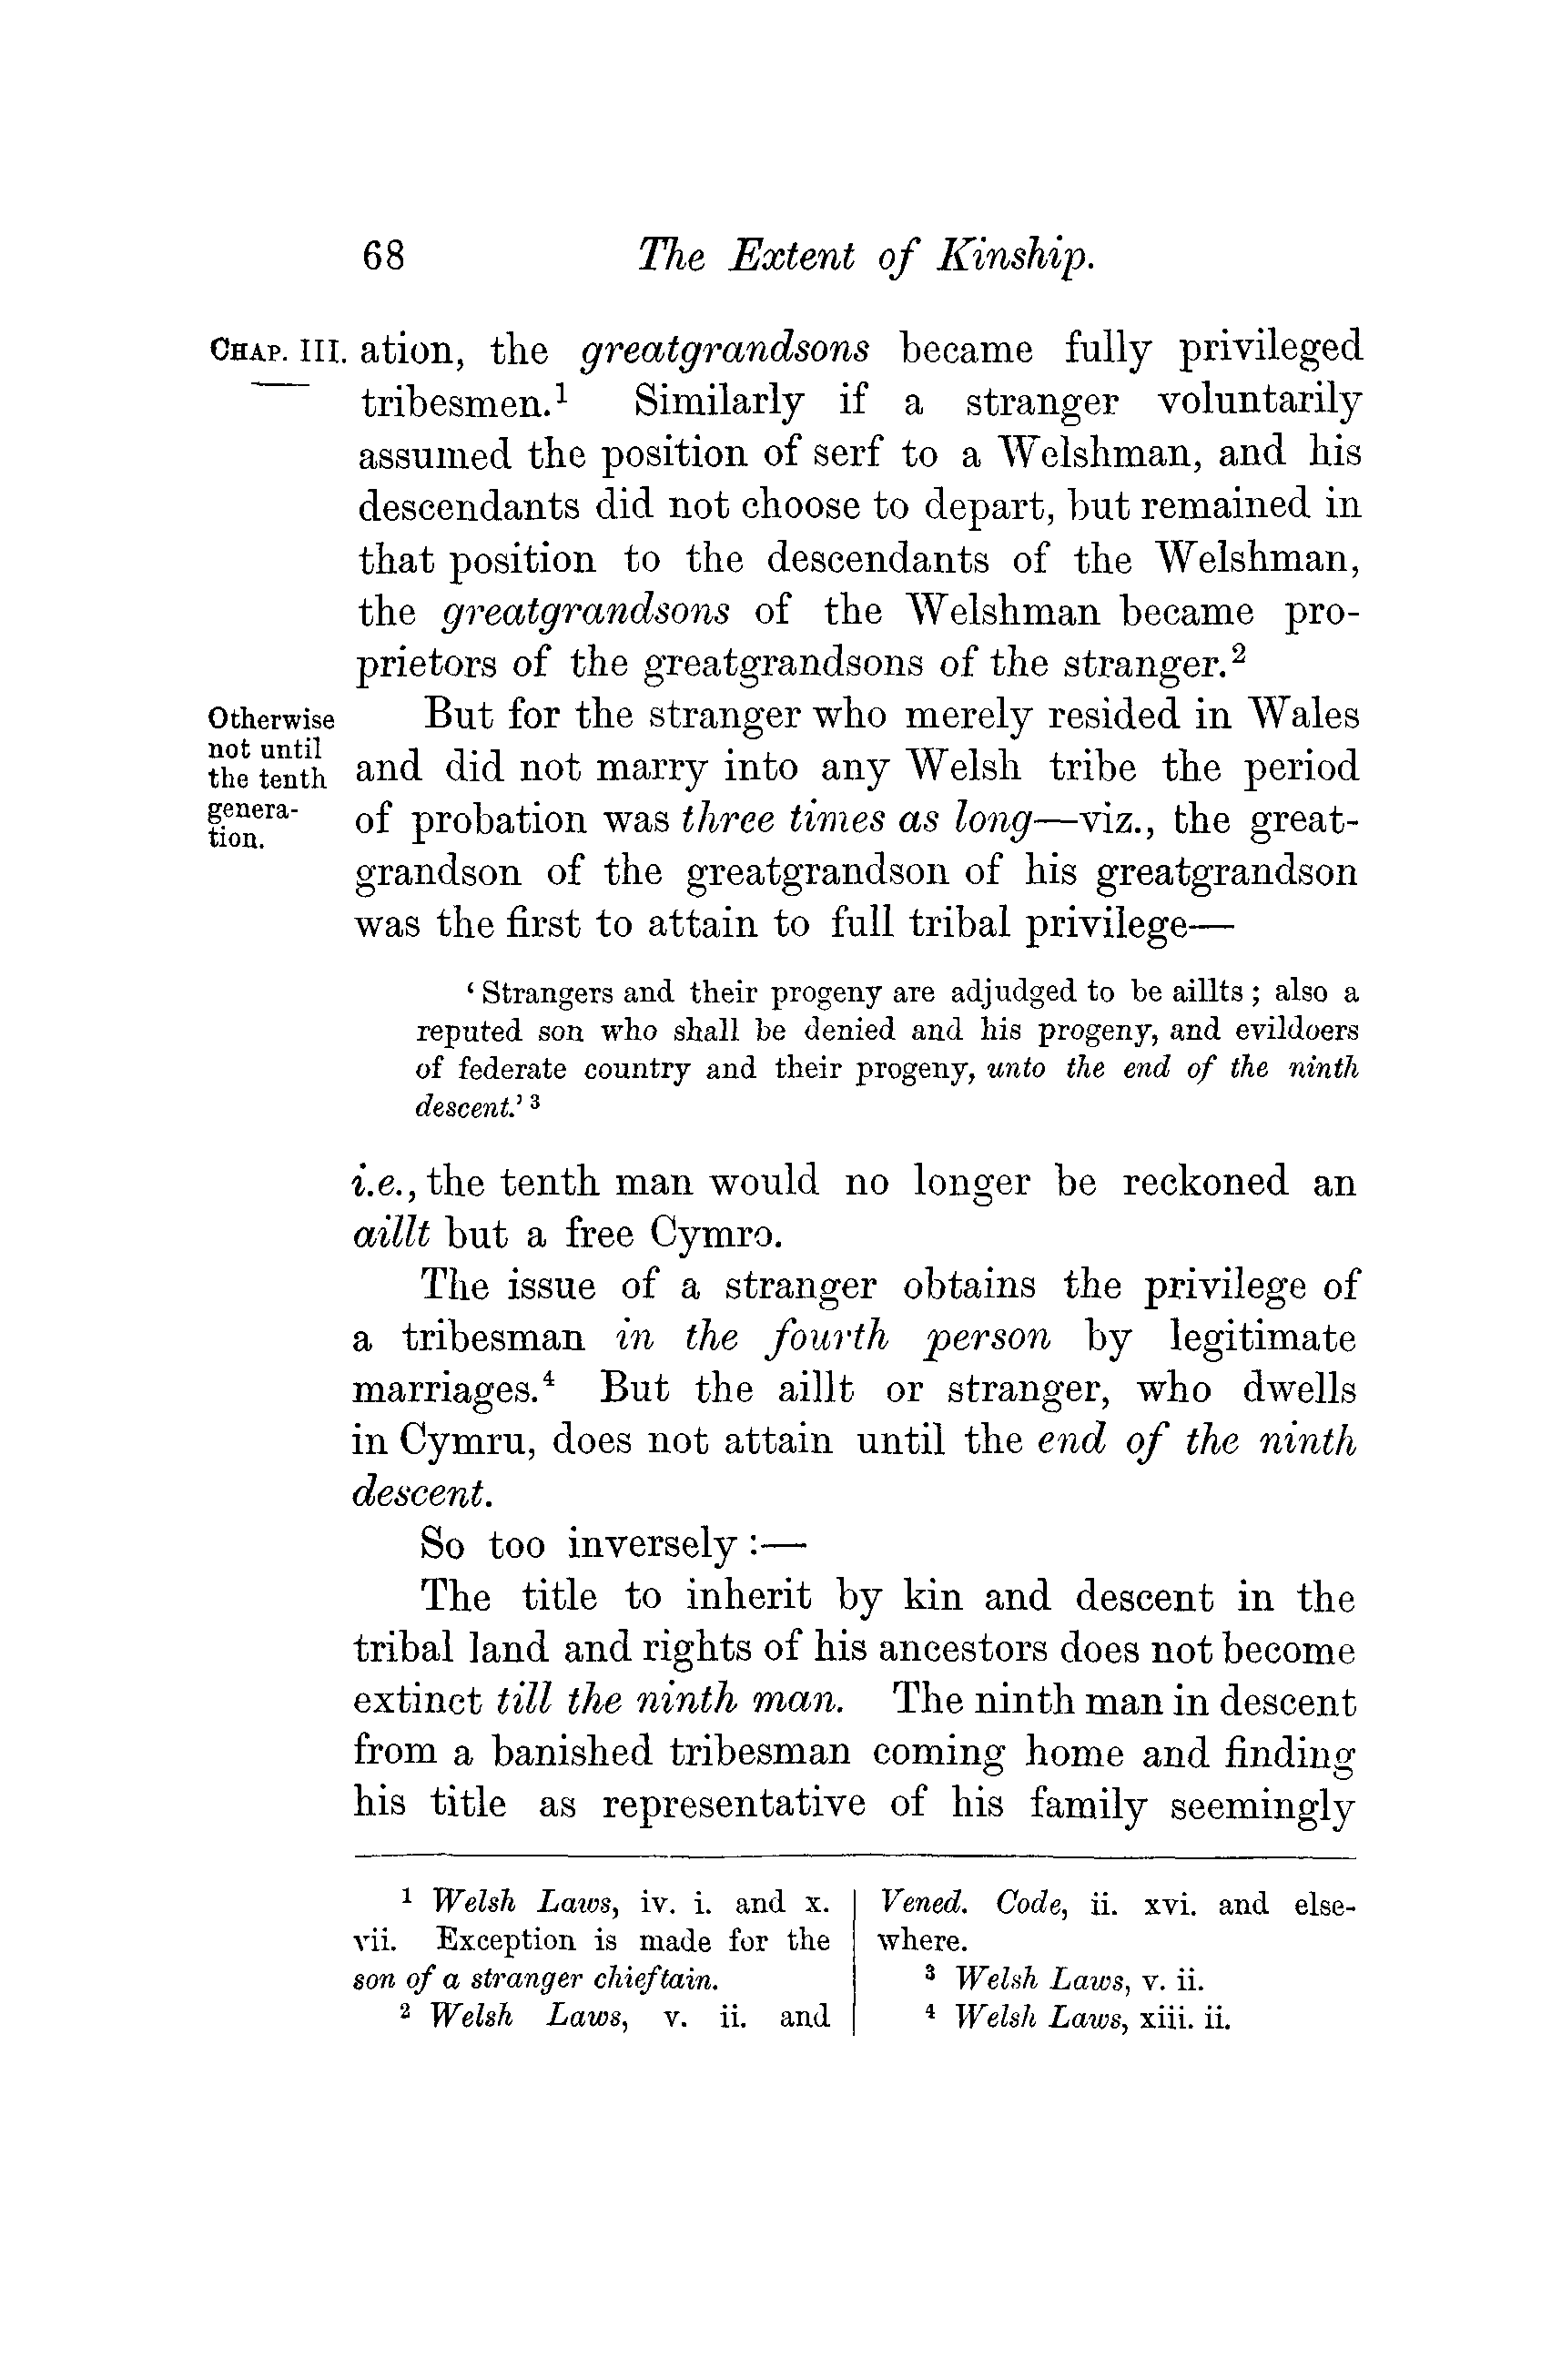 68 The Extent of Kinship.
CHAP. III.
ation, the greatgrandsons became fully privileged
tribesmen.¹ Similarly if a stranger voluntarily
assumed the position of serf to a Welshman, and his
descendants did not choose to depart, but remained in
that position to the descendants of the Welshman,
the greatgrandsons of the Welshman became pro-
prietors of the greatgrandsons of the stranger.²
Otherwise
not until
the tenth
genera-
tion.
But for the stranger who merely resided in Wales
and did not marry into any Welsh tribe the period
of probation was three times as long—viz., the great-
grandson of the greatgrandson of his greatgrandson
was the first to attain to full tribal privilege—
‘ Strangers and their progeny are adjudged to be aillts ; also a
reputed son who shall be denied and his progeny, and evildoers
of federate country and their progeny, unto the end of the ninth
descent.’ ³
i.e., the tenth man would no longer be reckoned an
aillt but a free Cymro.
The issue of a stranger obtains the privilege of
a tribesman in the fourth person by legitimate
marriages.⁴ But the aillt or stranger, who dwells
in Cymru, does not attain until the end of the ninth
descent.
So too inversely :—
The title to inherit by kin and descent in the
tribal land and rights of his ancestors does not become
extinct till the ninth man. The ninth man in descent
from a banished tribesman coming home and finding
his title as representative of his family seemingly
¹ Welsh Laws, iv. i. and x.
vii. Exception is made for the
son of a stranger chieftain.
² Welsh Laws, v. ii. and
Vened. Code, ii. xvi. and else-
where.
³ Welsh Laws, v. ii.
⁴ Welsh Laws, xiii. ii.